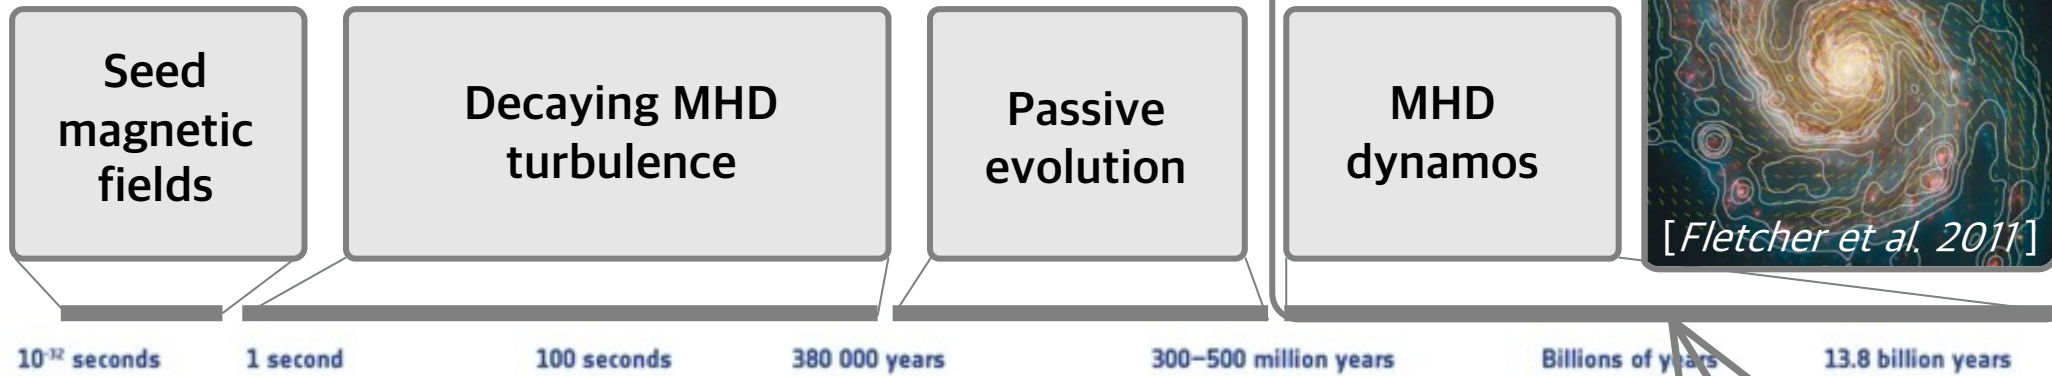 Seed
magnetic
fields
Decaying MHD
turbulence
Passive
evolution
MHD
dynamos
[Fletcher et al. 2011]
10⁻³² seconds
1 second
100 seconds
380 000 years
300–500 million years
Billions of years
13.8 billion years